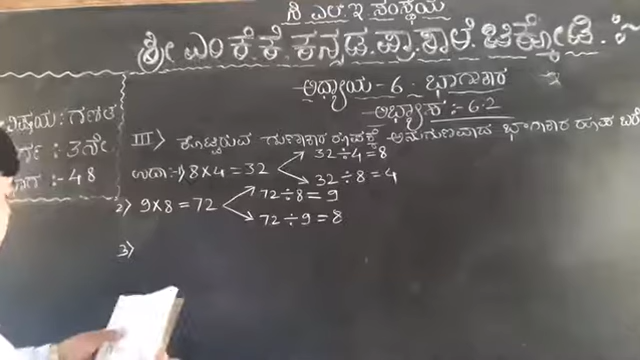 ಸಿ ಎಲ್ ಇ ಸಂಸ್ಥೆಯ
ಶ್ರೀ ಎಂ.ಕೆ.ಕೆ.ಕನ್ನಡ.ಪ್ರಾ.ಶಾಲೆ.ಚಿಕ್ಕೋಡಿ.
ಅಧ್ಯಾಯ - 6. ಭಾಗಾಕಾರ
ಅಭ್ಯಾಸ :- 6.2
ವಿಷಯ : ಗಣಿತ
3ನೇ
- 48
III) ಕೊಟ್ಟಿರುವ ಗುಣಾಕಾರ ರೂಪಕ್ಕೆ ಅನುಗುಣವಾದ ಭಾಗಾಕಾರ ರೂಪ ಬರೆ
ಉದಾ :- 1) 8×4 = 32
32÷4 = 8
32÷8 = 4
2) 9×8 = 72
72÷8 = 9
72÷9 = 8
3)